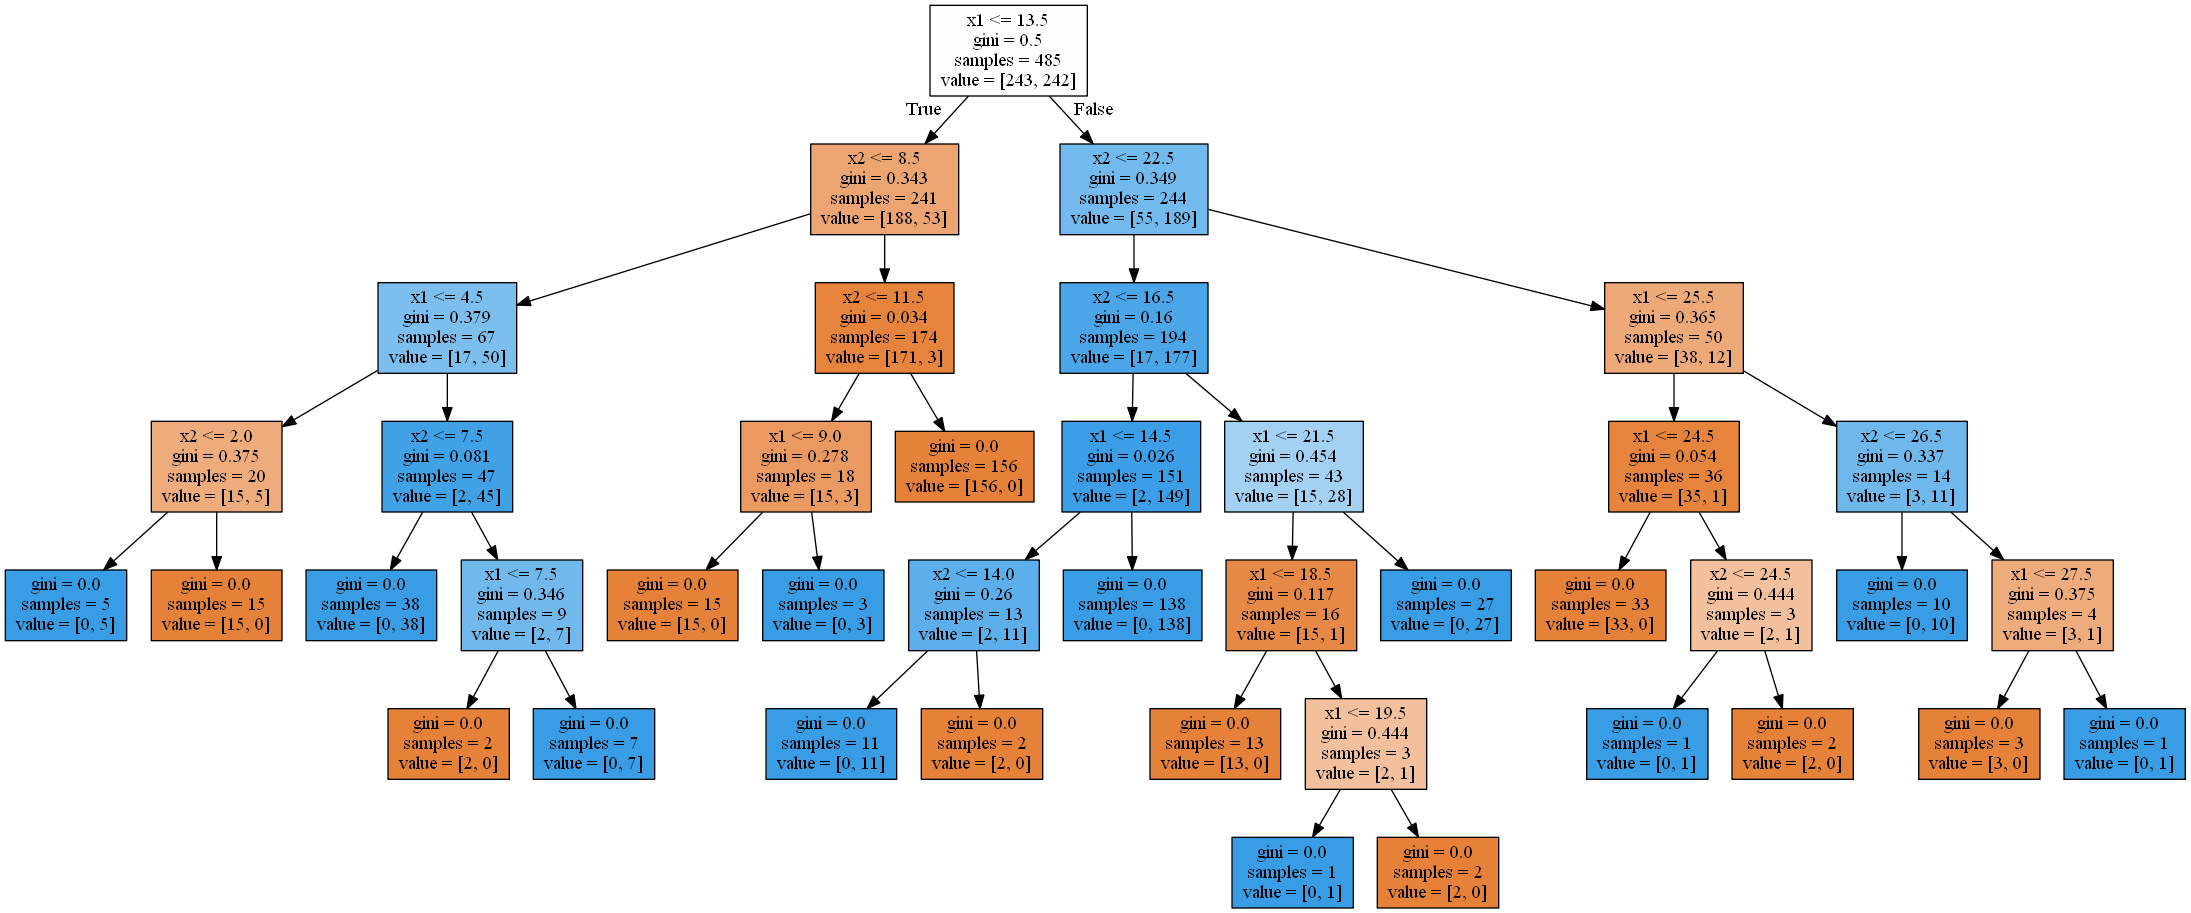 x1 <= 13.5
gini = 0.5
samples = 485
value = [243, 242]
True
False
x2 <= 8.5
gini = 0.343
samples = 241
value = [188, 53]
x2 <= 22.5
gini = 0.349
samples = 244
value = [55, 189]
x1 <= 4.5
gini = 0.379
samples = 67
value = [17, 50]
x2 <= 11.5
gini = 0.034
samples = 174
value = [171, 3]
x2 <= 16.5
gini = 0.16
samples = 194
value = [17, 177]
x1 <= 25.5
gini = 0.365
samples = 50
value = [38, 12]
x2 <= 2.0
gini = 0.375
samples = 20
value = [15, 5]
x2 <= 7.5
gini = 0.081
samples = 47
value = [2, 45]
x1 <= 9.0
gini = 0.278
samples = 18
value = [15, 3]
gini = 0.0
samples = 156
value = [156, 0]
x1 <= 14.5
gini = 0.026
samples = 151
value = [2, 149]
x1 <= 21.5
gini = 0.454
samples = 43
value = [15, 28]
x1 <= 24.5
gini = 0.054
samples = 36
value = [35, 1]
x2 <= 26.5
gini = 0.337
samples = 14
value = [3, 11]
gini = 0.0
samples = 5
value = [0, 5]
gini = 0.0
samples = 15
value = [15, 0]
gini = 0.0
samples = 38
value = [0, 38]
x1 <= 7.5
gini = 0.346
samples = 9
value = [2, 7]
gini = 0.0
samples = 15
value = [15, 0]
gini = 0.0
samples = 3
value = [0, 3]
x2 <= 14.0
gini = 0.26
samples = 13
value = [2, 11]
gini = 0.0
samples = 138
value = [0, 138]
x1 <= 18.5
gini = 0.117
samples = 16
value = [15, 1]
gini = 0.0
samples = 27
value = [0, 27]
gini = 0.0
samples = 33
value = [33, 0]
x2 <= 24.5
gini = 0.444
samples = 3
value = [2, 1]
gini = 0.0
samples = 10
value = [0, 10]
x1 <= 27.5
gini = 0.375
samples = 4
value = [3, 1]
gini = 0.0
samples = 2
value = [2, 0]
gini = 0.0
samples = 7
value = [0, 7]
gini = 0.0
samples = 11
value = [0, 11]
gini = 0.0
samples = 2
value = [2, 0]
gini = 0.0
samples = 13
value = [13, 0]
x1 <= 19.5
gini = 0.444
samples = 3
value = [2, 1]
gini = 0.0
samples = 1
value = [0, 1]
gini = 0.0
samples = 2
value = [2, 0]
gini = 0.0
samples = 3
value = [3, 0]
gini = 0.0
samples = 1
value = [0, 1]
gini = 0.0
samples = 1
value = [0, 1]
gini = 0.0
samples = 2
value = [2, 0]